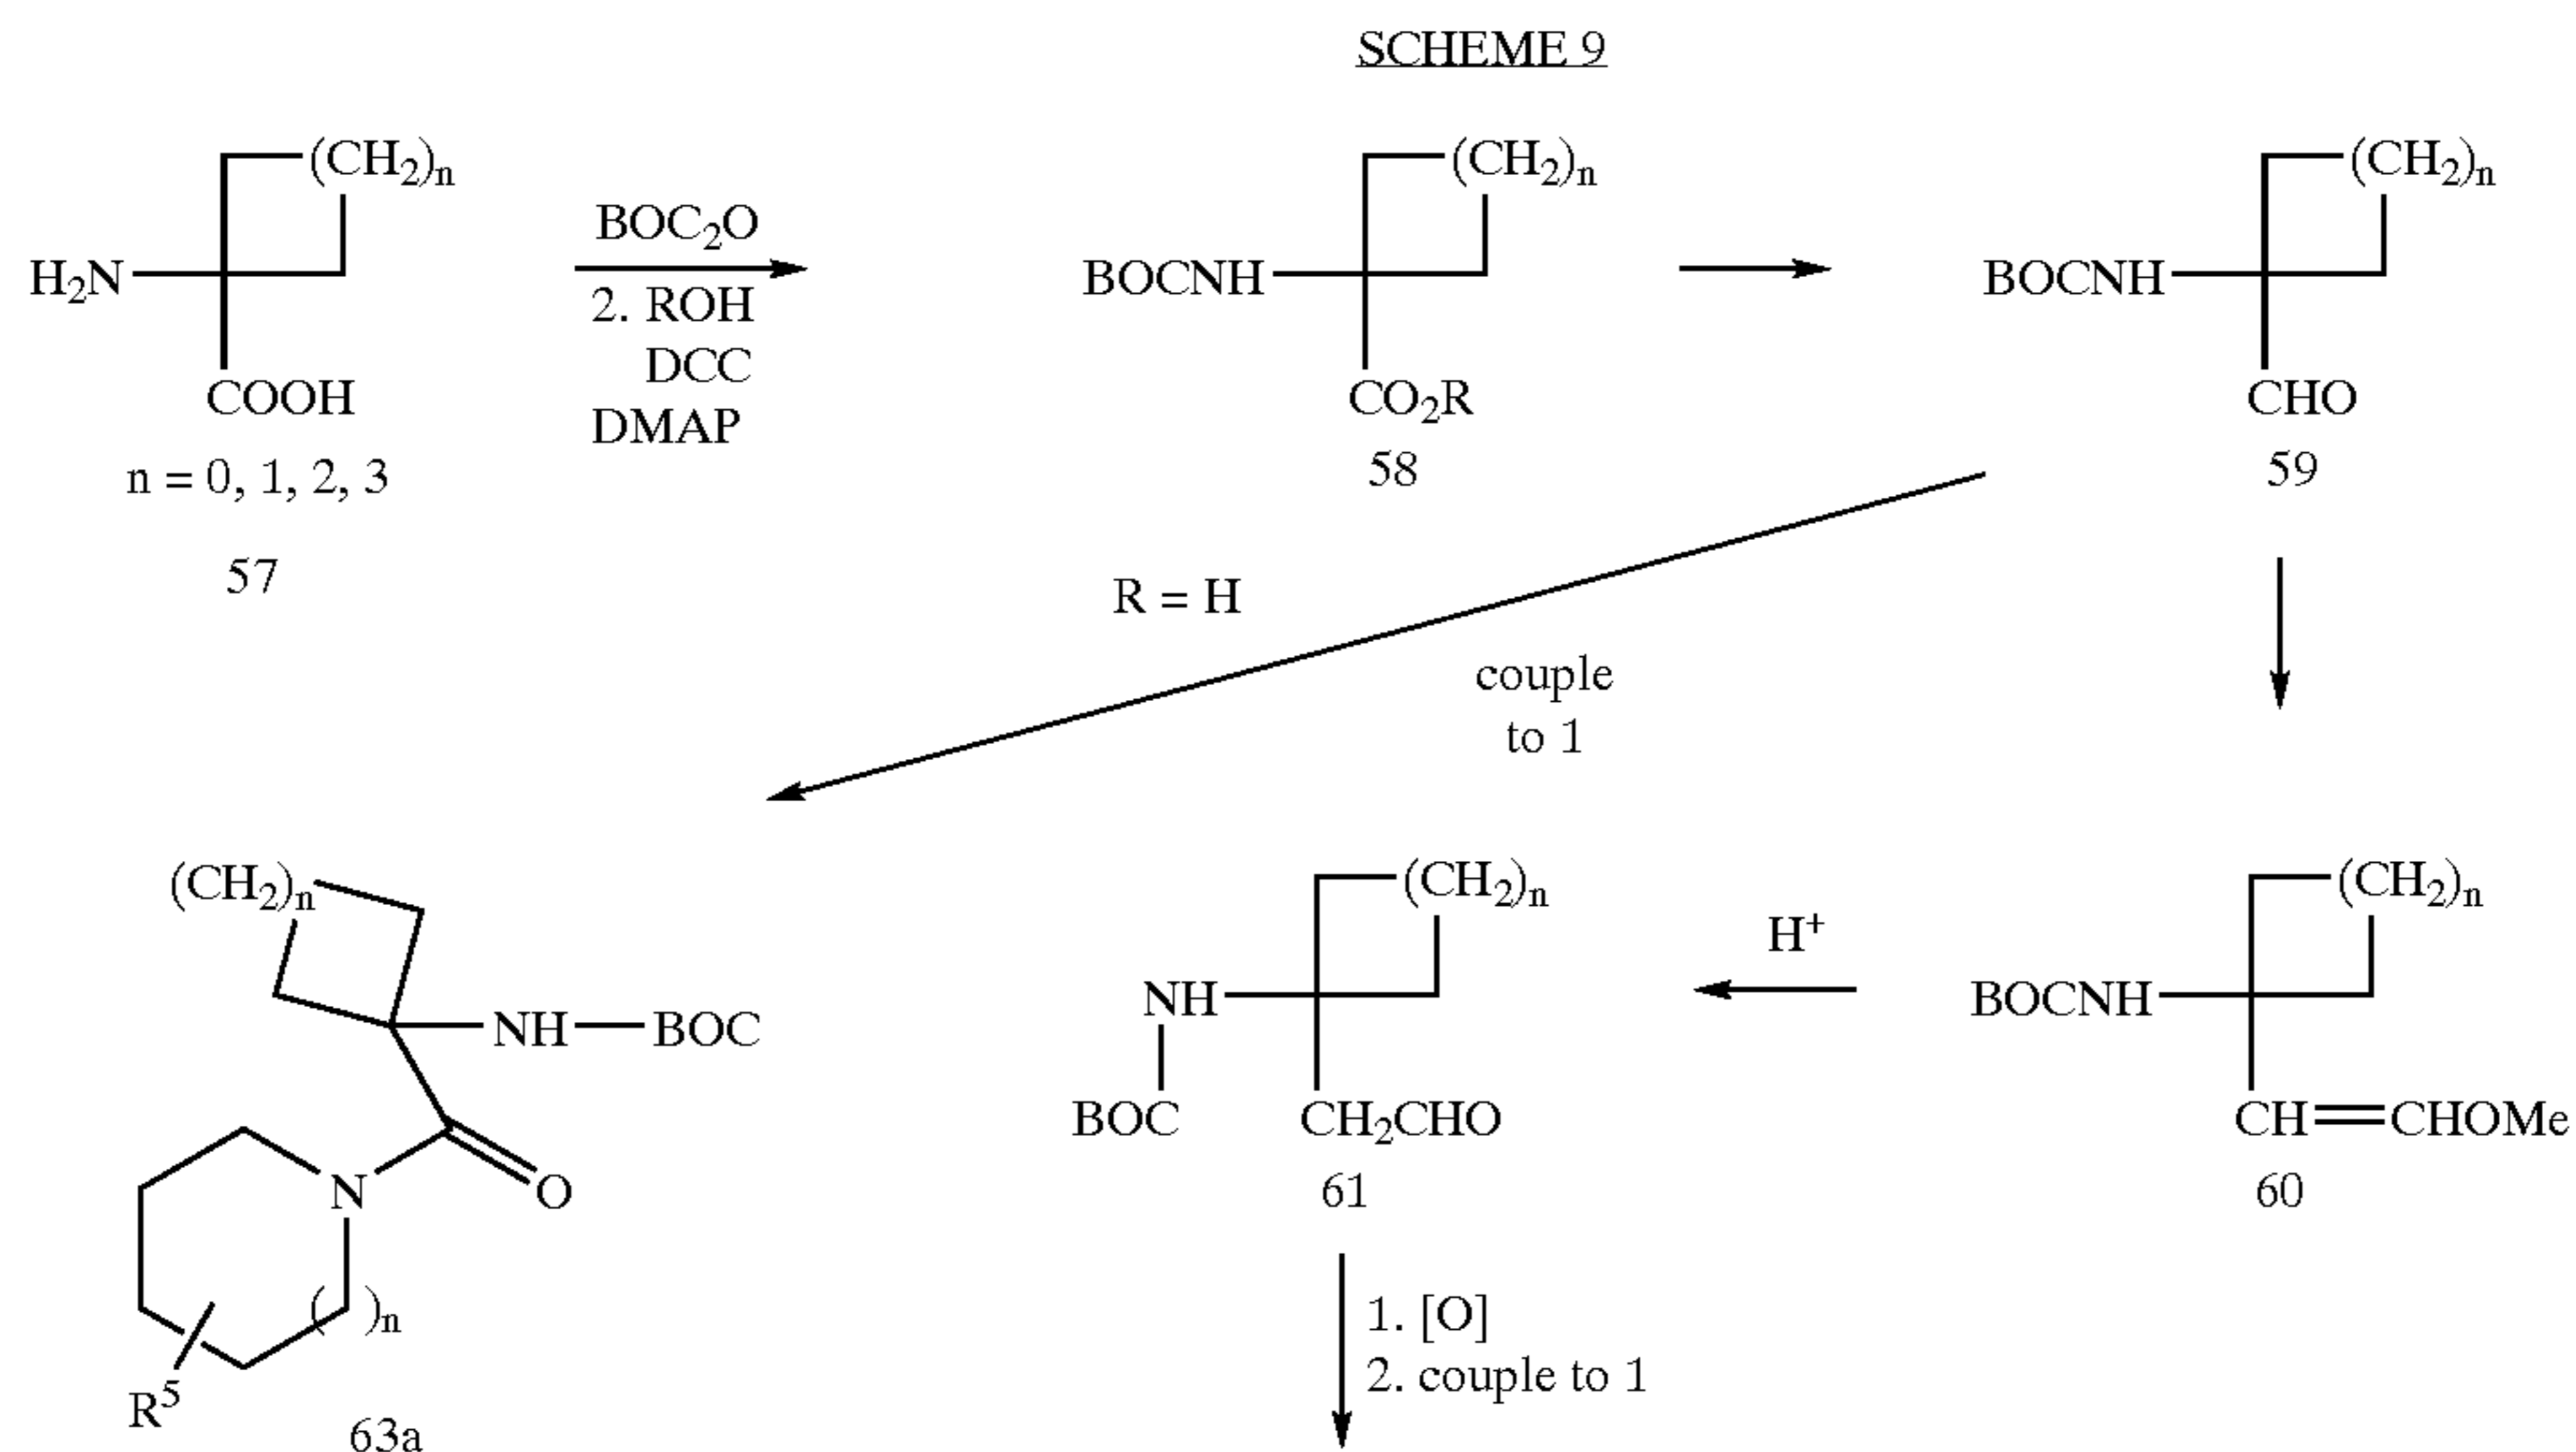 SCHEME 9
(CH2)n
H2N
COOH
n = 0, 1, 2, 3
57
BOC2O
2. ROH
DCC
DMAP
(CH2)n
BOCNH
CO2R
58
(CH2)n
BOCNH
CHO
59
R = H
couple
to 1
(CH2)n
NH BOC
N
O
( )n
R5
63a
(CH2)n
NH
BOC
CH2CHO
61
H+
(CH2)n
BOCNH
CH=CHOMe
60
1. [O]
2. couple to 1